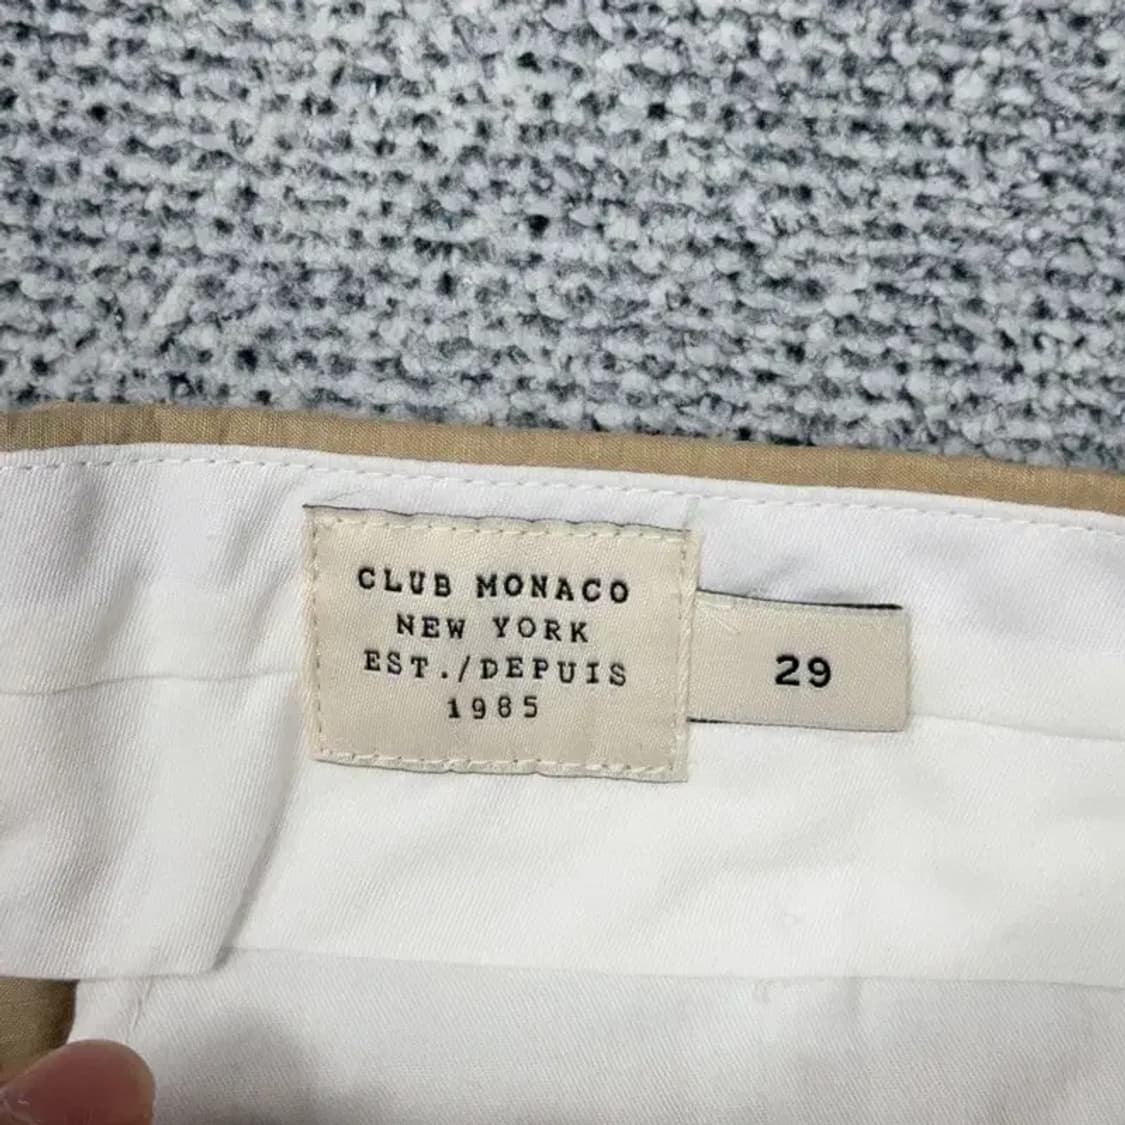 CLUB MONACO
NEW YORK
EST./DEPUIS
1985
29